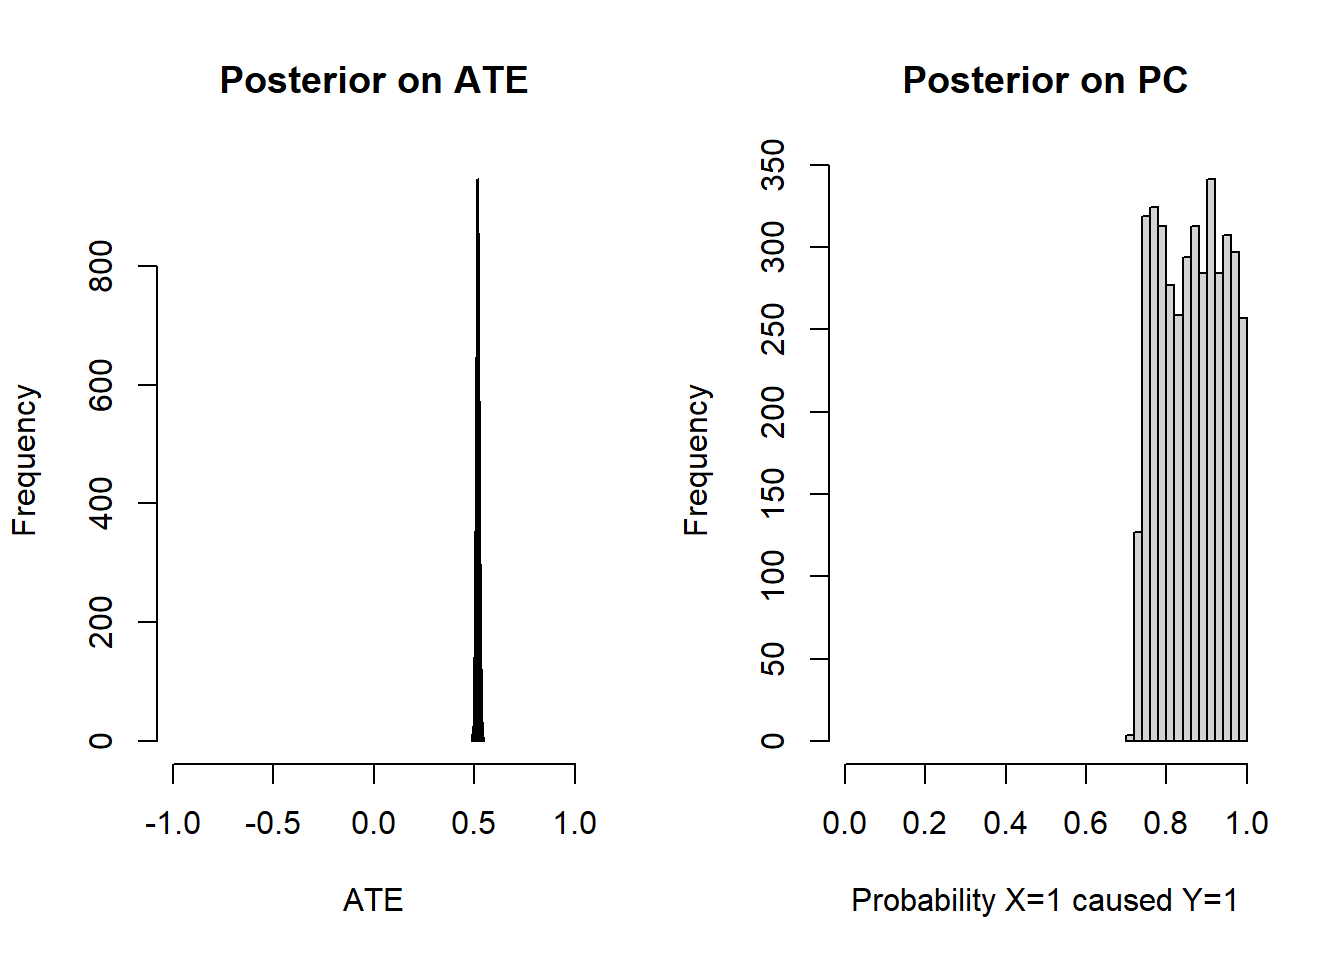 Posterior on ATE
Frequency
800
600
400
200
0
-1.0 -0.5 0.0 0.5 1.0
ATE
Posterior on PC
Frequency
350
300
250
200
150
100
50
0
0.0 0.2 0.4 0.6 0.8 1.0
Probability X=1 caused Y=1